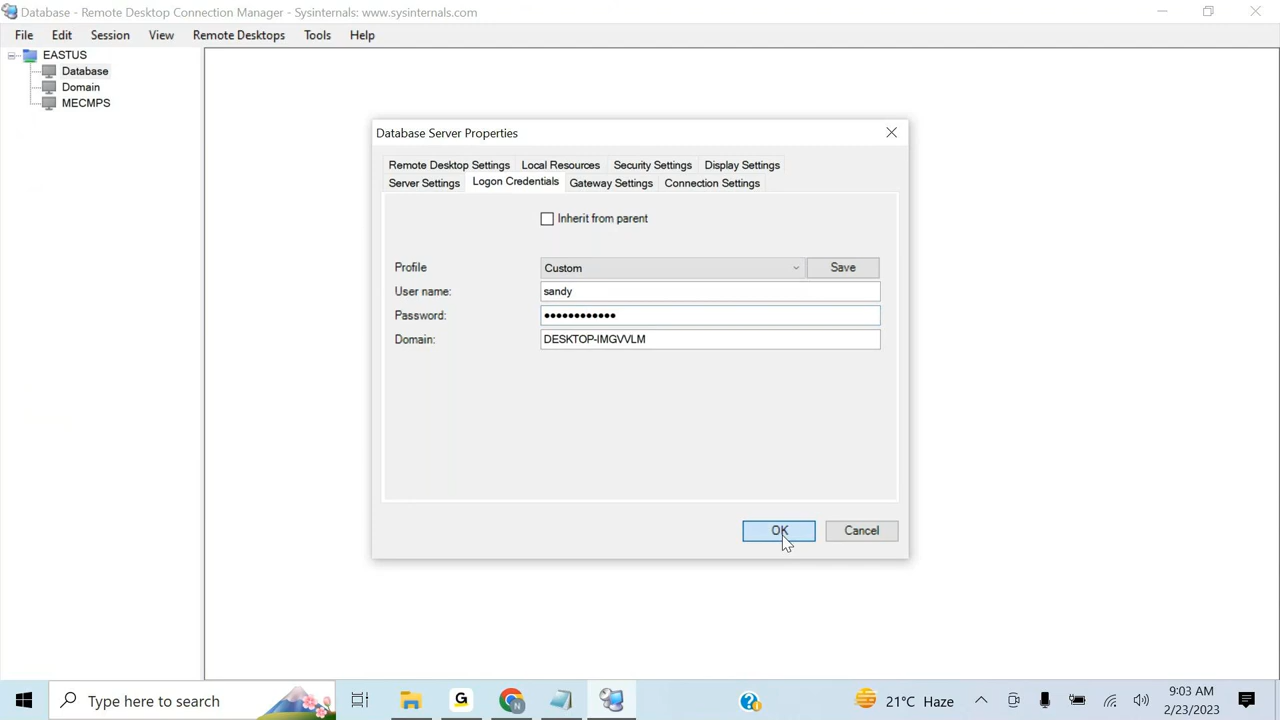 Database - Remote Desktop Connection Manager - Sysinternals: www.sysinternals.com
File Edit Session View Remote Desktops Tools Help
EASTUS
Database
Domain
MECMPS
Database Server Properties
Remote Desktop Settings Local Resources Security Settings Display Settings
Server Settings Logon Credentials Gateway Settings Connection Settings
Inherit from parent
Profile Custom Save
User name: sandy
Password: ••••••••••••
Domain: DESKTOP-IMGVVLM
OK Cancel
Type here to search G N 21°C Haze 9:03 AM
2/23/2023